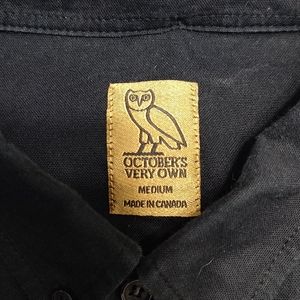 OCTOBER'S
VERY OWN
MEDIUM
MADE IN CANADA